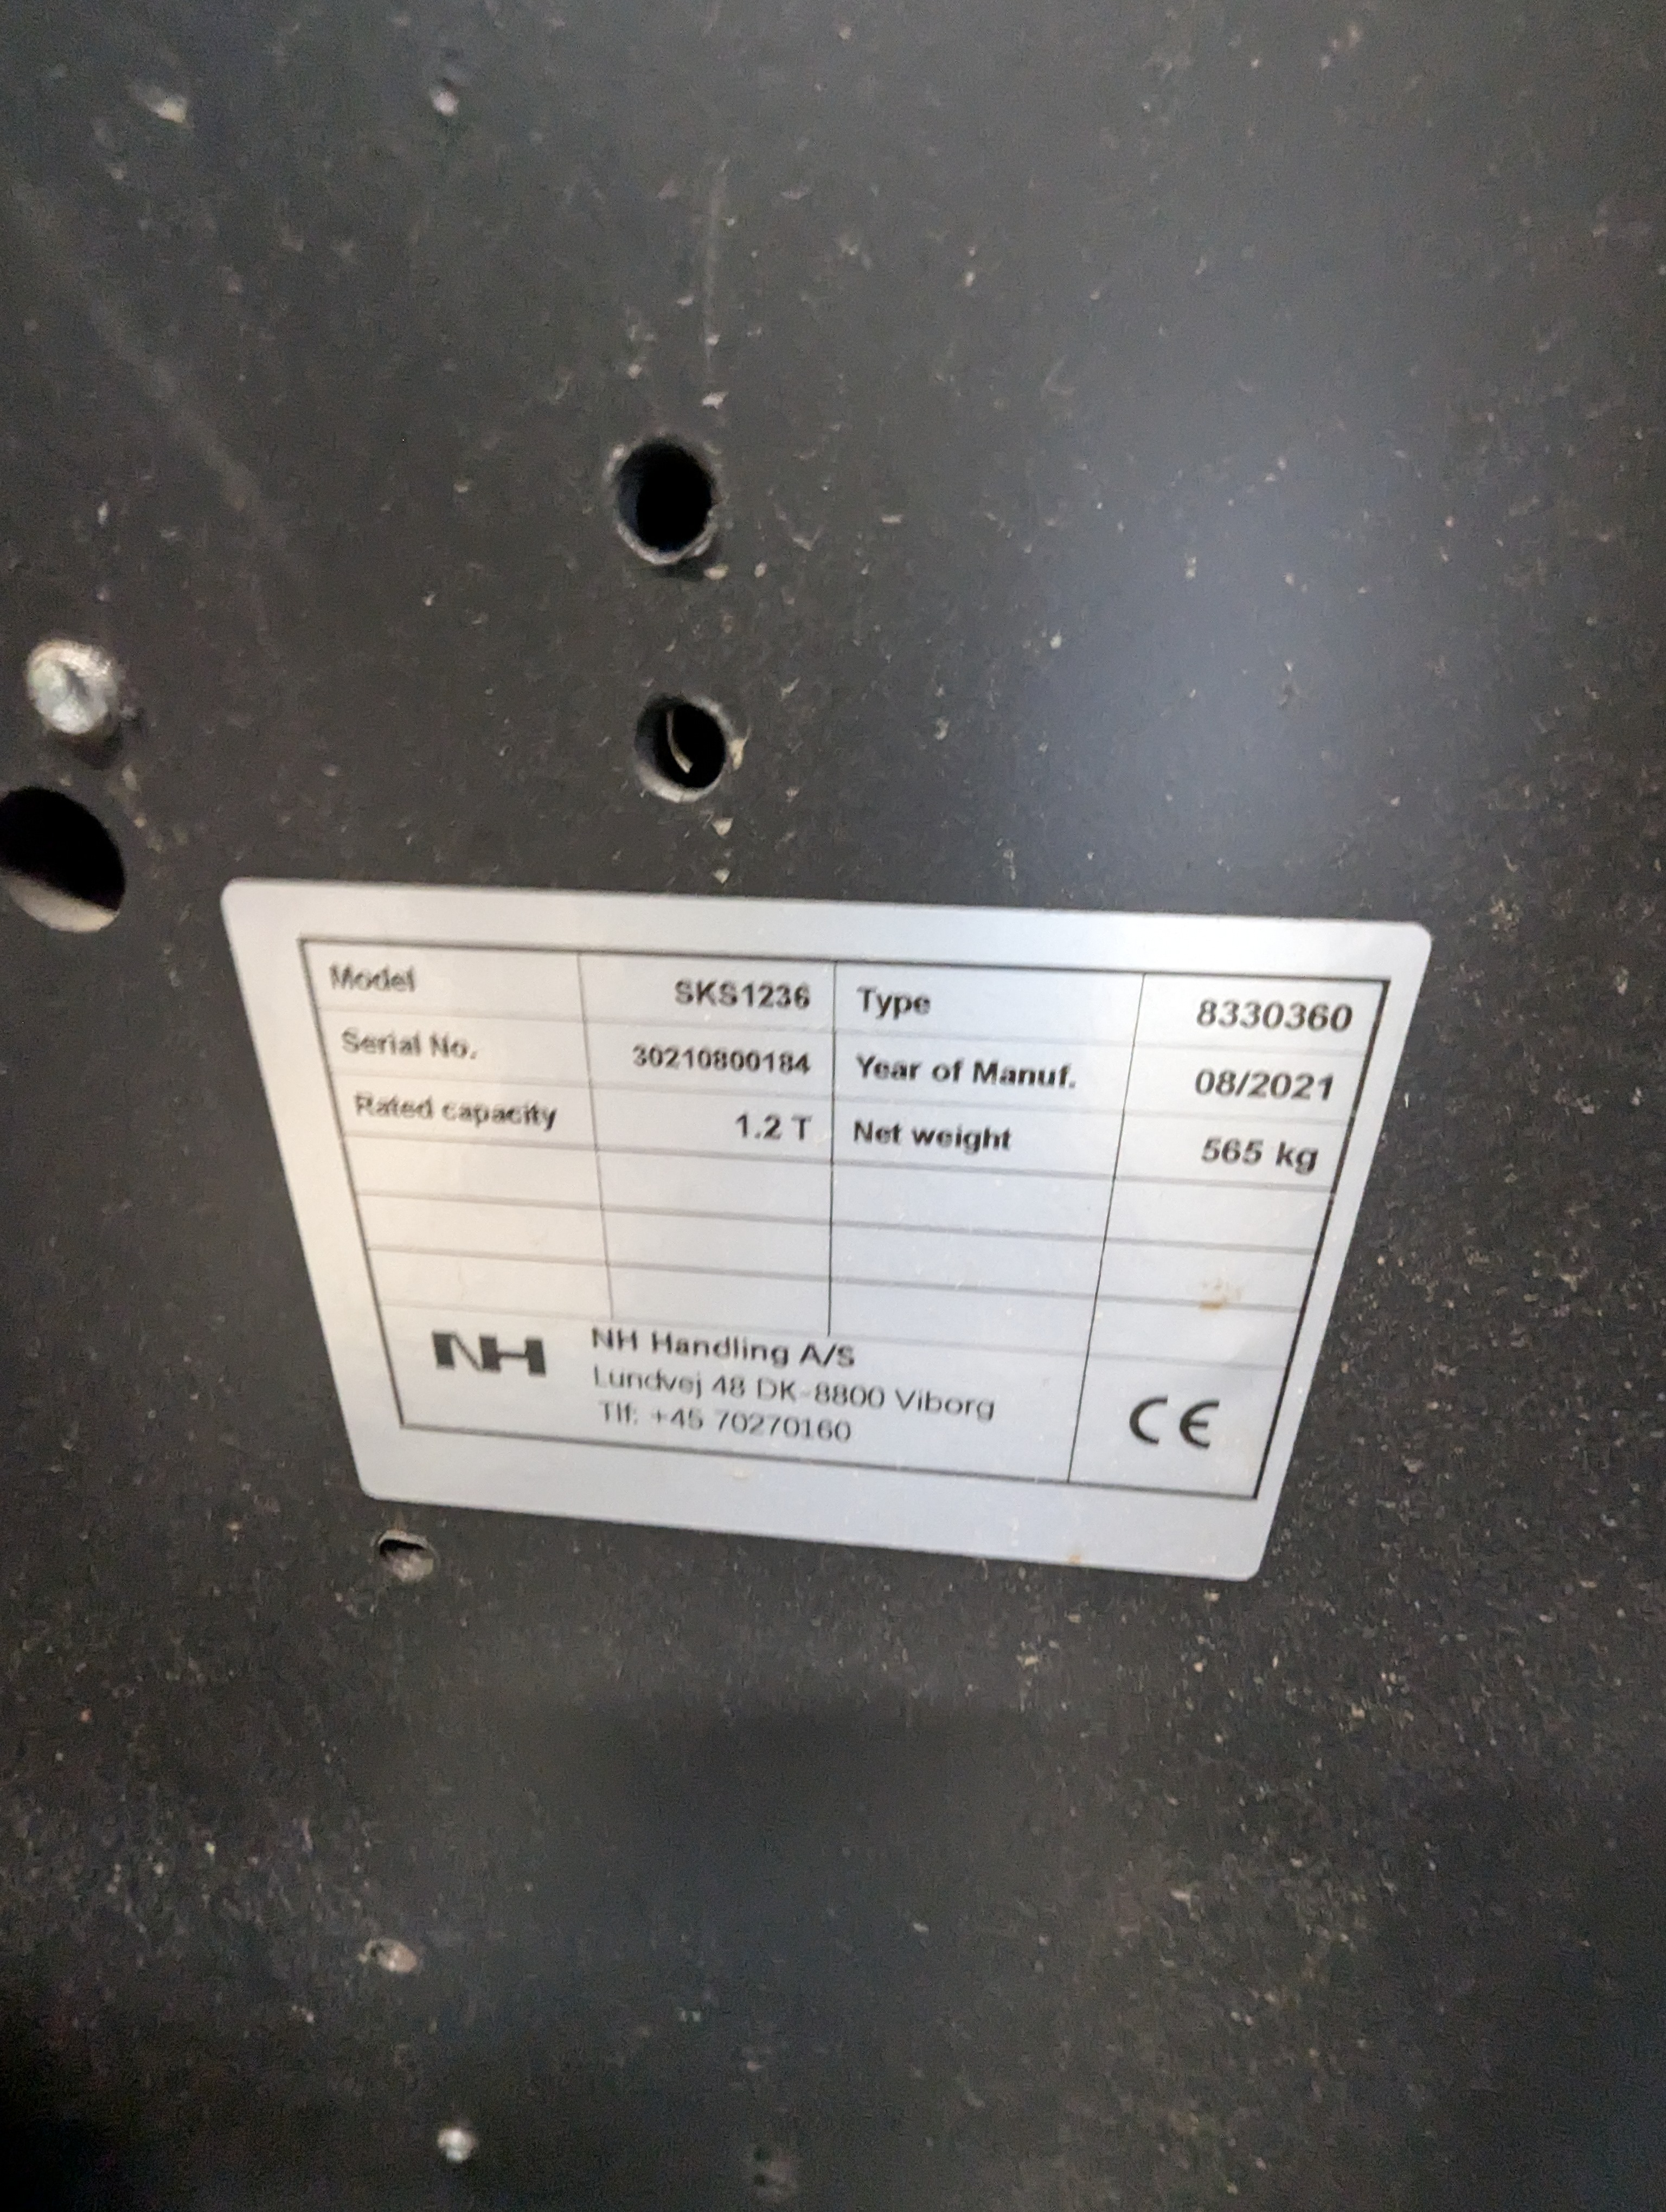 Model SKS1236 Type 8330360
Serial No. 30210800184 Year of Manuf. 08/2021
Rated capacity 1.2 T Net weight 565 kg
NH NH Handling A/S
Lundvej 48 DK-8800 Viborg
Tlf: +45 70270160
CE